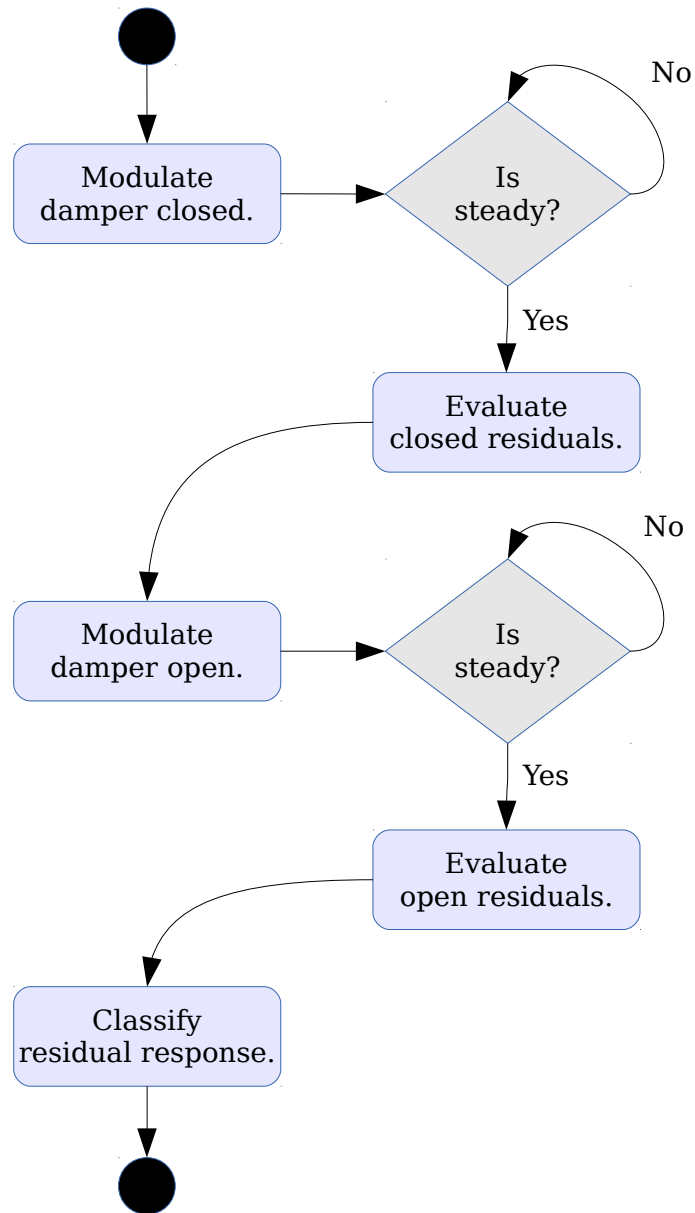 No
Modulate
damper closed.
Is
steady?
Yes
Evaluate
closed residuals.
No
Modulate
damper open.
Is
steady?
Yes
Evaluate
open residuals.
Classify
residual response.